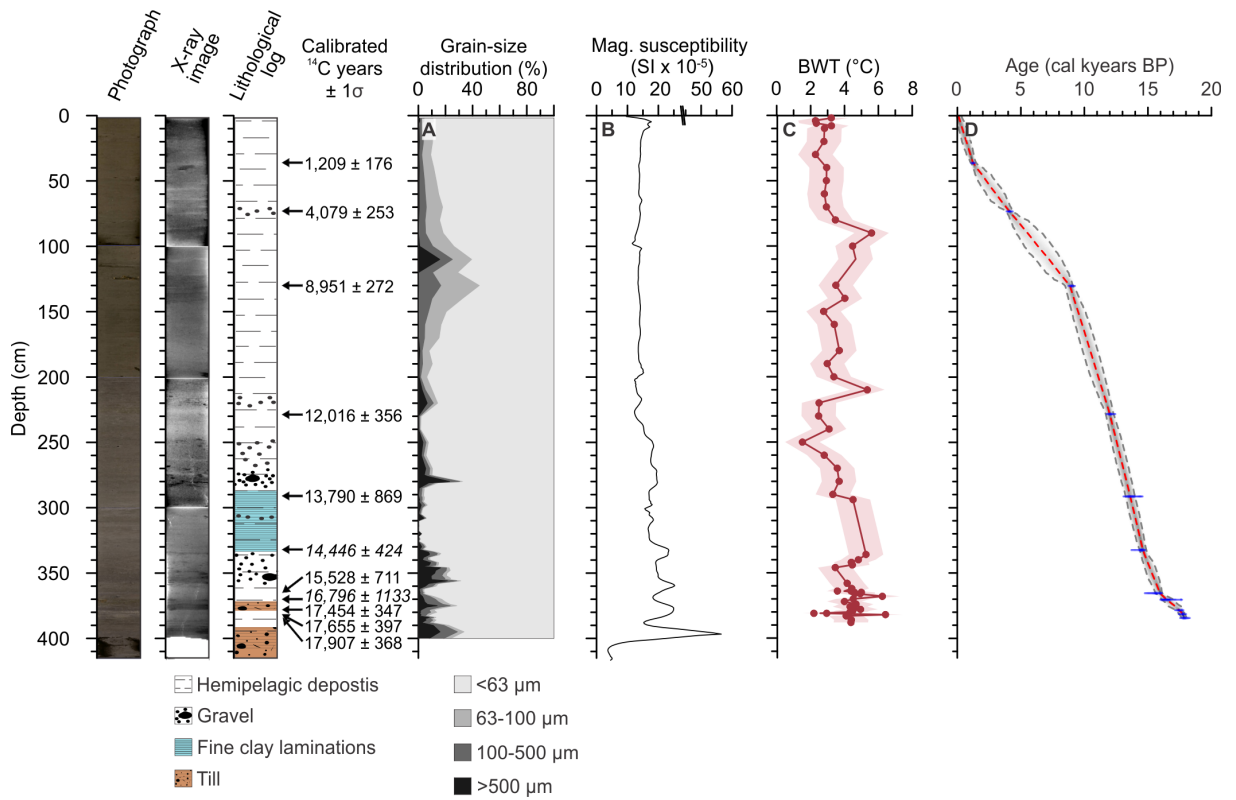 Photograph
X-ray
image
Lithological
log
Calibrated
¹⁴C years
± 1σ
Grain-size
distribution (%)
Mag. susceptibility
(SI x 10⁻⁵)
BWT (°C)
Age (cal kyears BP)
0 100
0 10 20 50 60
0 2 4 6 8
0 5 10 15 20
A
B
C
D
Depth (cm)
0
50
100
150
200
250
300
350
400
1,209 ± 176
4,079 ± 253
8,951 ± 272
12,016 ± 356
13,790 ± 869
14,446 ± 424
15,528 ± 711
16,796 ± 1133
17,454 ± 347
17,655 ± 397
17,907 ± 368
Hemipelagic depostis
Gravel
Fine clay laminations
Till
<63 µm
63-100 µm
100-500 µm
>500 µm